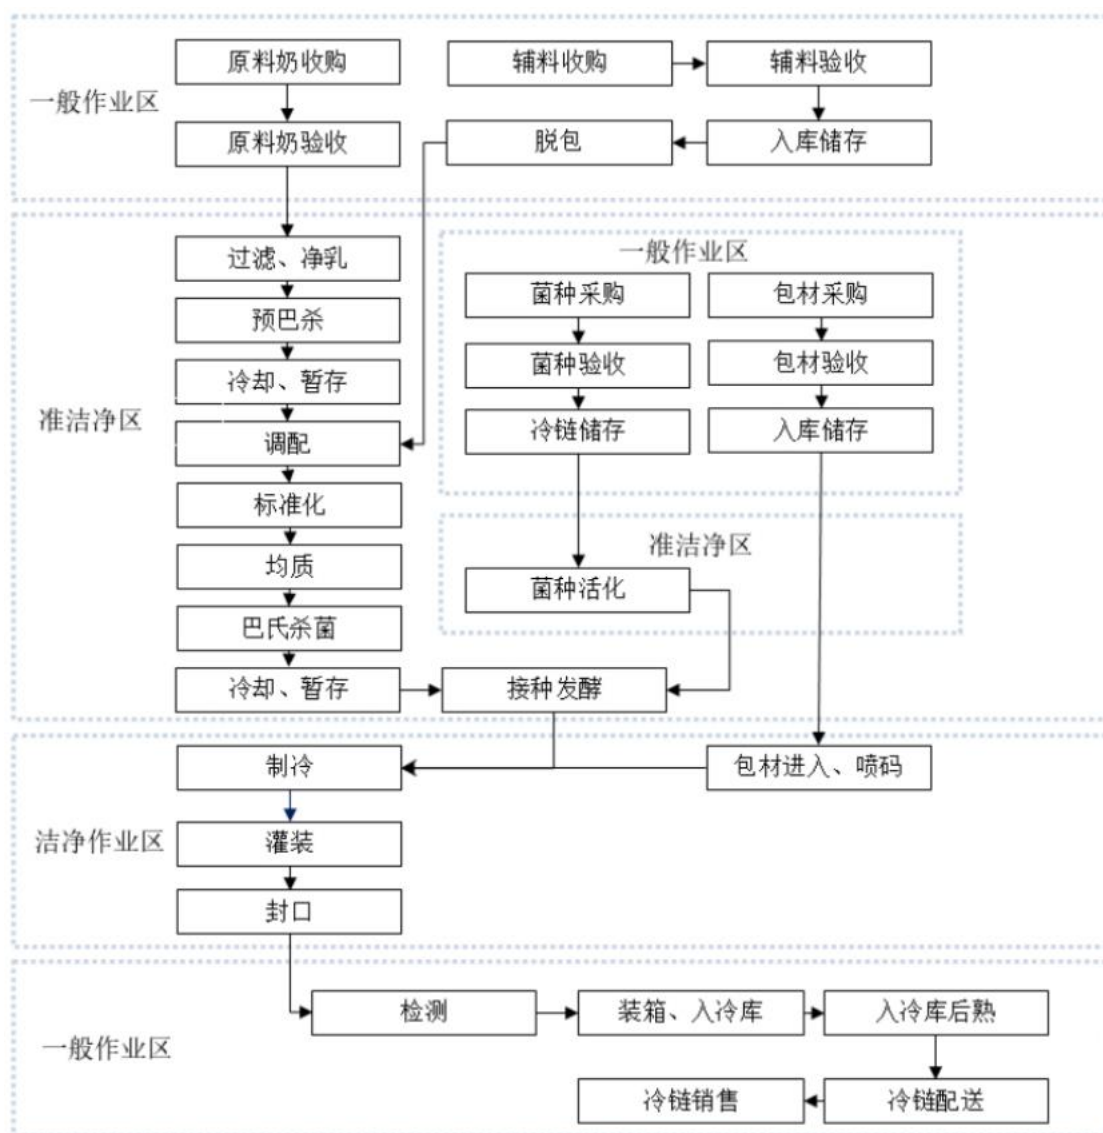 原料奶收购
辅料收购
辅料验收
一般作业区
原料奶验收
脱包
入库储存
过滤、净乳
一般作业区
菌种采购
包材采购
预巴杀
菌种验收
包材验收
冷却、暂存
准洁净区
调配
冷链储存
入库储存
标准化
准洁净区
均质
菌种活化
巴氏杀菌
冷却、暂存
接种发酵
制冷
包材进入、喷码
洁净作业区
灌装
封口
检测
装箱、入冷库
入冷库后熟
一般作业区
冷链销售
冷链配送